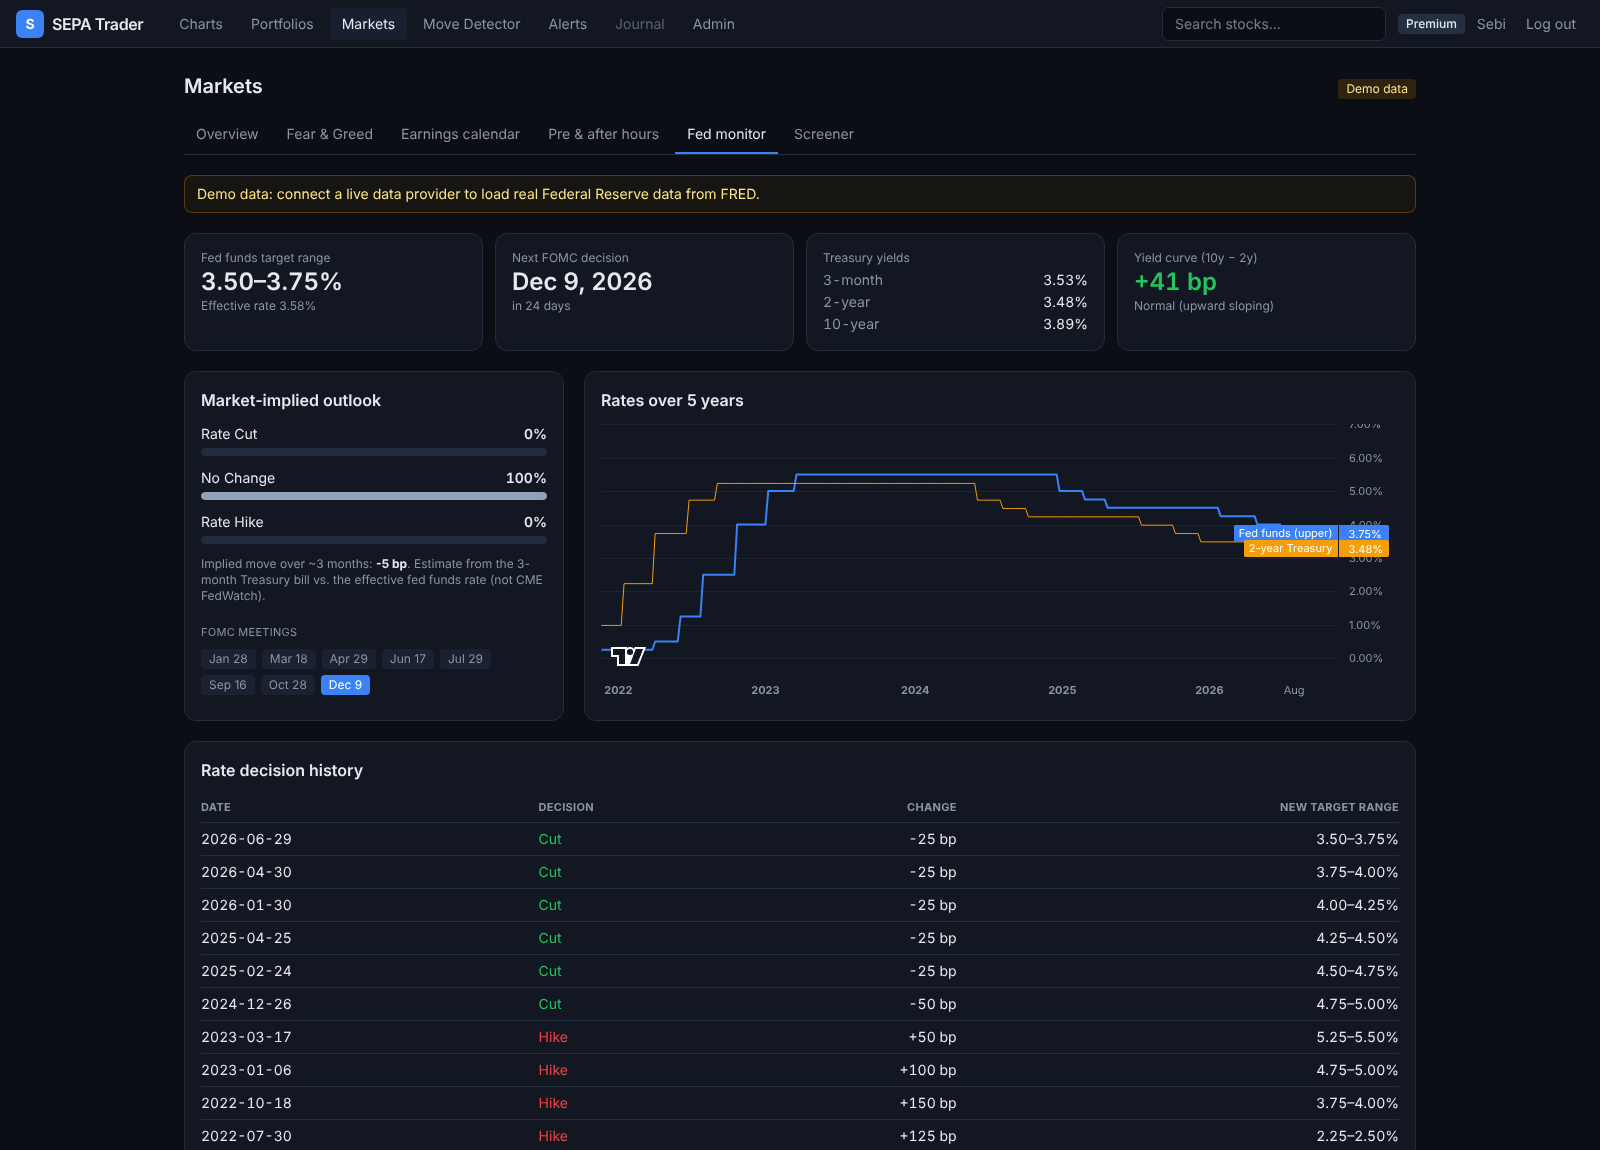 S SEPA Trader Charts Portfolios Markets Move Detector Alerts Journal Admin Search stocks... Premium Sebi Log out
Markets
Demo data
Overview Fear & Greed Earnings calendar Pre & after hours Fed monitor Screener
Demo data: connect a live data provider to load real Federal Reserve data from FRED.
Fed funds target range
3.50–3.75%
Effective rate 3.58%
Next FOMC decision
Dec 9, 2026
in 24 days
Treasury yields
3-month 3.53%
2-year 3.48%
10-year 3.89%
Yield curve (10y − 2y)
+41 bp
Normal (upward sloping)
Market-implied outlook
Rate Cut 0%
No Change 100%
Rate Hike 0%
Implied move over ~3 months: -5 bp. Estimate from the 3-
month Treasury bill vs. the effective fed funds rate (not CME
FedWatch).
FOMC MEETINGS
Jan 28 Mar 18 Apr 29 Jun 17 Jul 29
Sep 16 Oct 28 Dec 9
Rates over 5 years
7.00%
6.00%
5.00%
4.00%
Fed funds (upper) 3.75%
2-year Treasury 3.48%
3.00%
2.00%
1.00%
0.00%
2022 2023 2024 2025 2026 Aug
Rate decision history
DATE DECISION CHANGE NEW TARGET RANGE
2026-06-29 Cut -25 bp 3.50–3.75%
2026-04-30 Cut -25 bp 3.75–4.00%
2026-01-30 Cut -25 bp 4.00–4.25%
2025-04-25 Cut -25 bp 4.25–4.50%
2025-02-24 Cut -25 bp 4.50–4.75%
2024-12-26 Cut -50 bp 4.75–5.00%
2023-03-17 Hike +50 bp 5.25–5.50%
2023-01-06 Hike +100 bp 4.75–5.00%
2022-10-18 Hike +150 bp 3.75–4.00%
2022-07-30 Hike +125 bp 2.25–2.50%